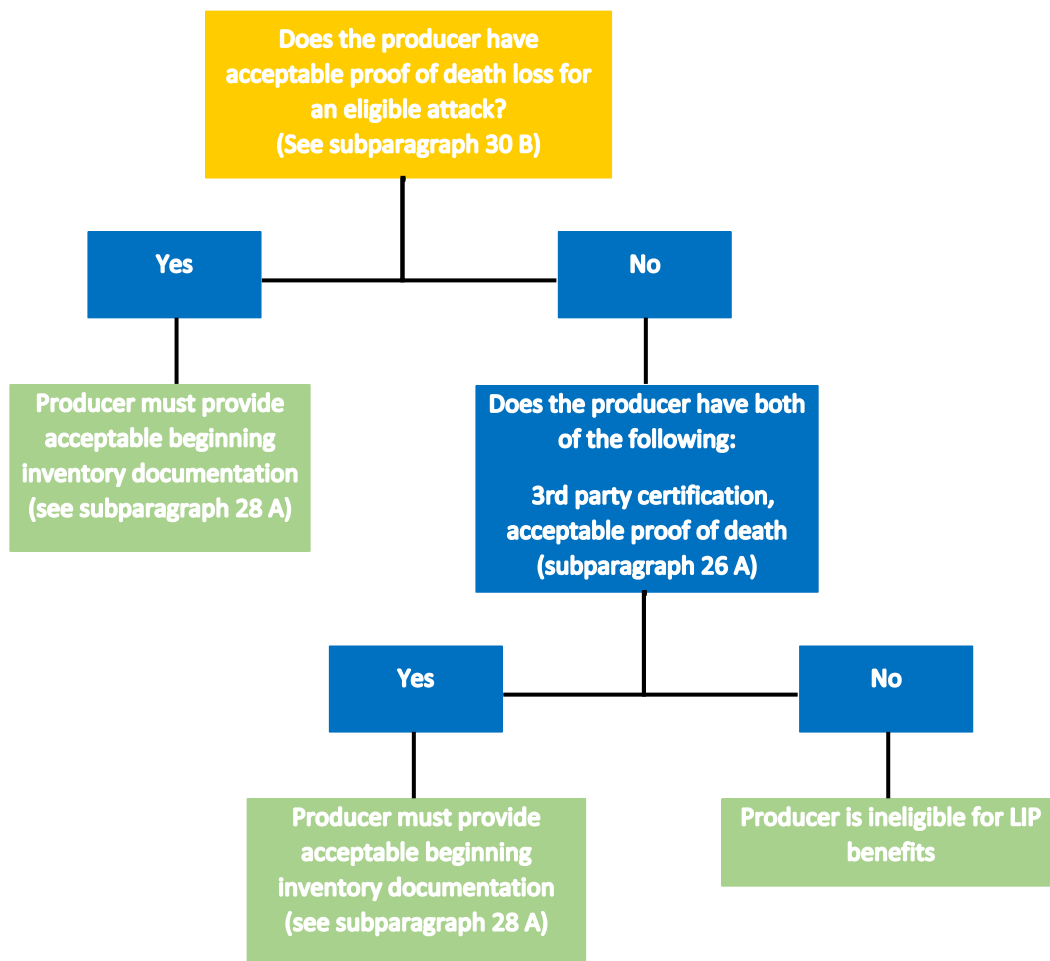 Does the producer have
acceptable proof of death loss for
an eligible attack?
(See subparagraph 30 B)
Yes
No
Producer must provide
acceptable beginning
inventory documentation
(see subparagraph 28 A)
Does the producer have both
of the following:
3rd party certification,
acceptable proof of death
(subparagraph 26 A)
Yes
No
Producer must provide
acceptable beginning
inventory documentation
(see subparagraph 28 A)
Producer is ineligible for LIP
benefits